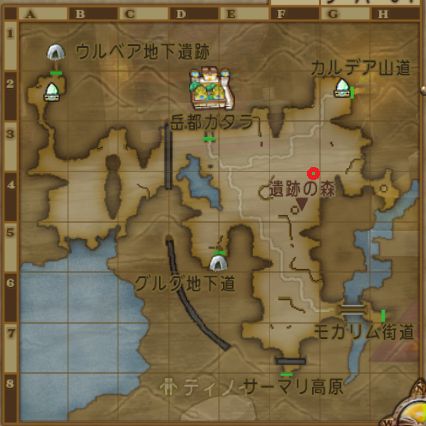 A B C D E F G H
1
ウルベア地下遺跡
カルデア山道
2
岳都ガタラ
3
4
遺跡の森
5
グルグ地下道
6
7
モガリム街道
8
ティノ サーマリ高原